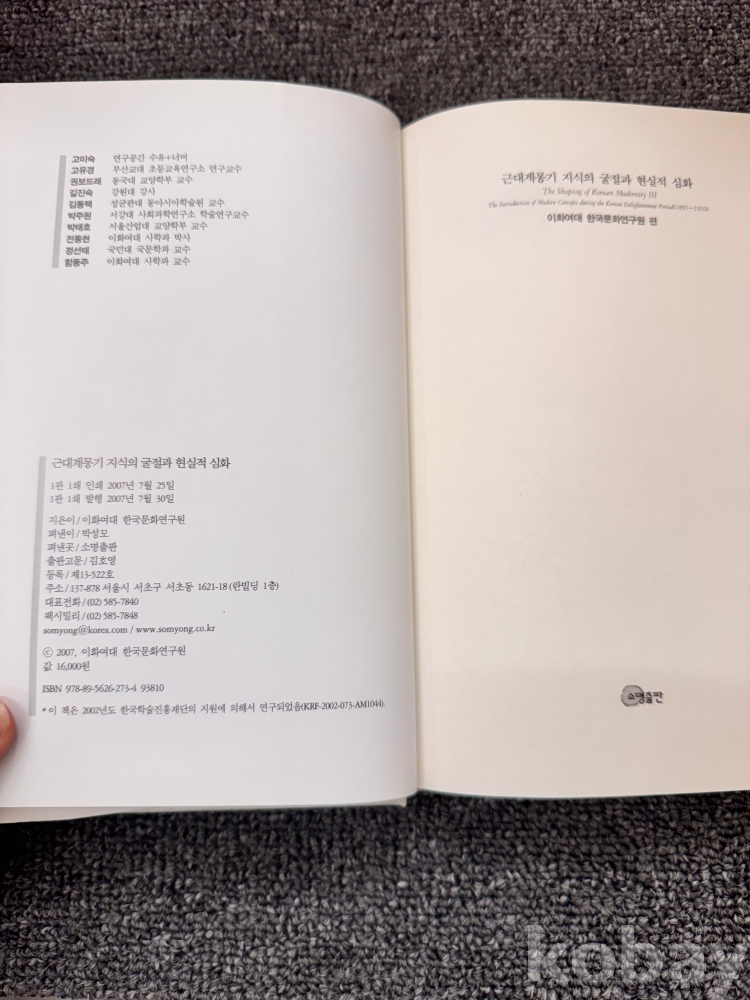 고미숙 연구공간 수유+너머
고유경 부산교대 초등교육연구소 연구교수
권보드래 동국대 교양학부 교수
길진숙 강원대 강사
김동택 성균관대 동아시아학술원 교수
박주원 서강대 사회과학연구소 학술연구교수
박태호 서울산업대 교양학부 교수
전동현 이화여대 사학과 박사
정선태 국민대 국문학과 교수
함동주 이화여대 사학과 교수
근대계몽기 지식의 굴절과 현실적 심화
1판 1쇄 인쇄 2007년 7월 25일
1판 1쇄 발행 2007년 7월 30일
지은이/이화여대 한국문화연구원
펴낸이/박성모
펴낸곳/소명출판
출판고문/김호영
등록/제13-522호
주소/137-878 서울시 서초구 서초동 1621-18 (란빌딩 1층)
대표전화/(02) 585-7840
팩시밀리/(02) 585-7848
somyong@korea.com / www.somyong.co.kr
ⓒ 2007, 이화여대 한국문화연구원
값 16,000원
ISBN 978-89-5626-273-4 93810
* 이 책은 2002년도 한국학술진흥재단의 지원에 의해서 연구되었음(KRF-2002-073-AM1044).
근대계몽기 지식의 굴절과 현실적 심화
The Shaping of Korean Modernity III
The Introduction of Modern Concepts during the Korean Enlightenment Period(1895~1910)
이화여대 한국문화연구원 편
소명출판
kobay